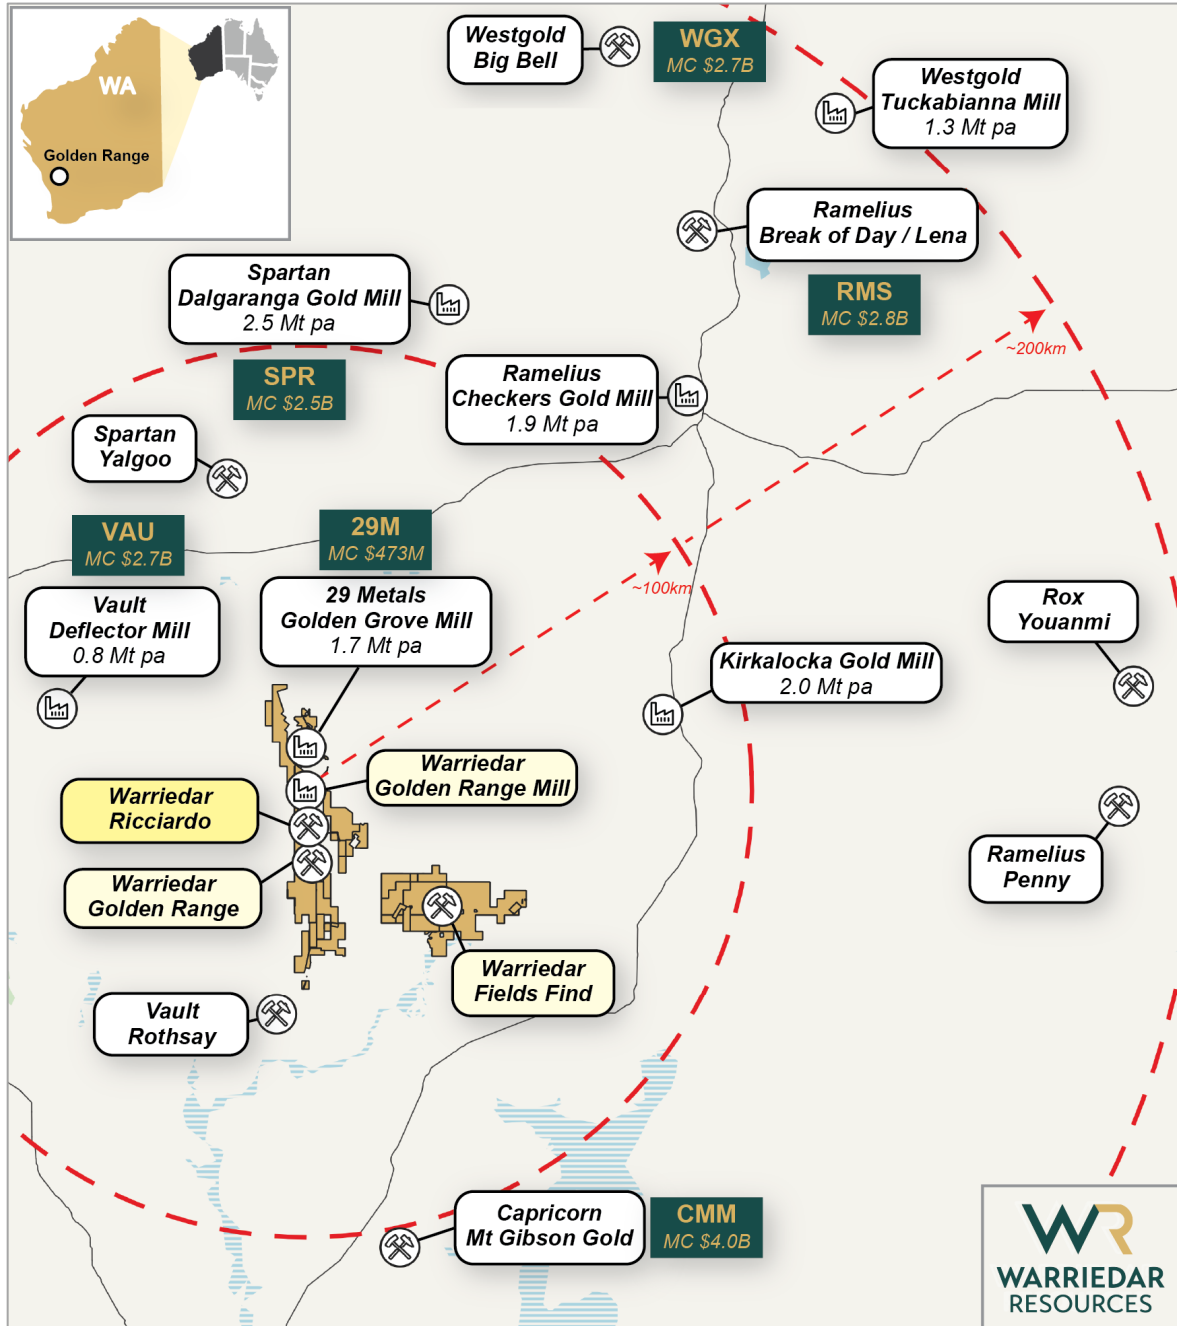 WA
Golden Range
Westgold
Big Bell
WGX
MC $2.7B
Westgold
Tuckabianna Mill
1.3 Mt pa
Ramelius
Break of Day / Lena
RMS
MC $2.8B
Spartan
Dalgaranga Gold Mill
2.5 Mt pa
SPR
MC $2.5B
~200km
Ramelius
Checkers Gold Mill
1.9 Mt pa
Spartan
Yalgoo
VAU
MC $2.7B
29M
MC $473M
Vault
Deflector Mill
0.8 Mt pa
29 Metals
Golden Grove Mill
1.7 Mt pa
~100km
Rox
Youanmi
Kirkalocka Gold Mill
2.0 Mt pa
Warriedar
Golden Range Mill
Warriedar
Ricciardo
Ramelius
Penny
Warriedar
Golden Range
Warriedar
Fields Find
Vault
Rothsay
Capricorn
Mt Gibson Gold
CMM
MC $4.0B
WR
WARRIEDAR
RESOURCES